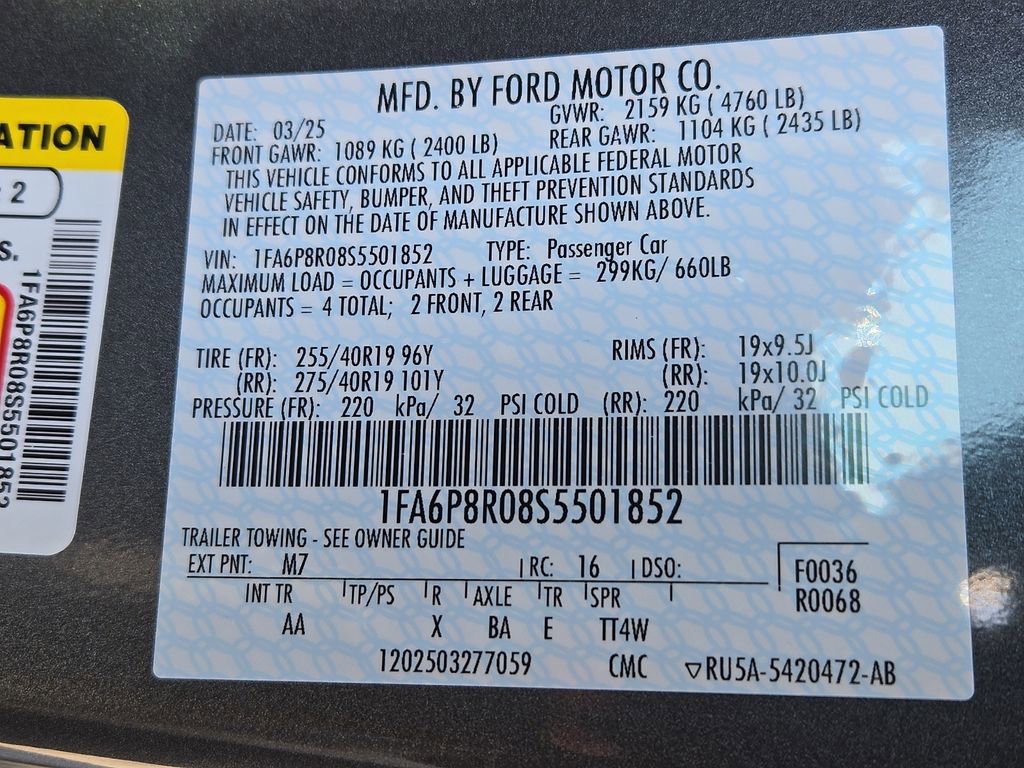 ATION
2
S.
1FA6P8R08S5501852
MFD. BY FORD MOTOR CO.
DATE: 03/25 GVWR: 2159 KG ( 4760 LB)
FRONT GAWR: 1089 KG ( 2400 LB) REAR GAWR: 1104 KG ( 2435 LB)
THIS VEHICLE CONFORMS TO ALL APPLICABLE FEDERAL MOTOR
VEHICLE SAFETY, BUMPER, AND THEFT PREVENTION STANDARDS
IN EFFECT ON THE DATE OF MANUFACTURE SHOWN ABOVE.
VIN: 1FA6P8R08S5501852 TYPE: Passenger Car
MAXIMUM LOAD = OCCUPANTS + LUGGAGE = 299KG/ 660LB
OCCUPANTS = 4 TOTAL; 2 FRONT, 2 REAR
TIRE (FR): 255/40R19 96Y RIMS (FR): 19x9.5J
(RR): 275/40R19 101Y (RR): 19x10.0J
PRESSURE (FR): 220 kPa/ 32 PSI COLD (RR): 220 kPa/ 32 PSI COLD
1FA6P8R08S5501852
TRAILER TOWING - SEE OWNER GUIDE
EXT PNT: M7 RC: 16 DSO: F0036
R0068
INT TR TP/PS R AXLE TR SPR
AA X BA E TT4W
1202503277059 CMC ▽RU5A-5420472-AB